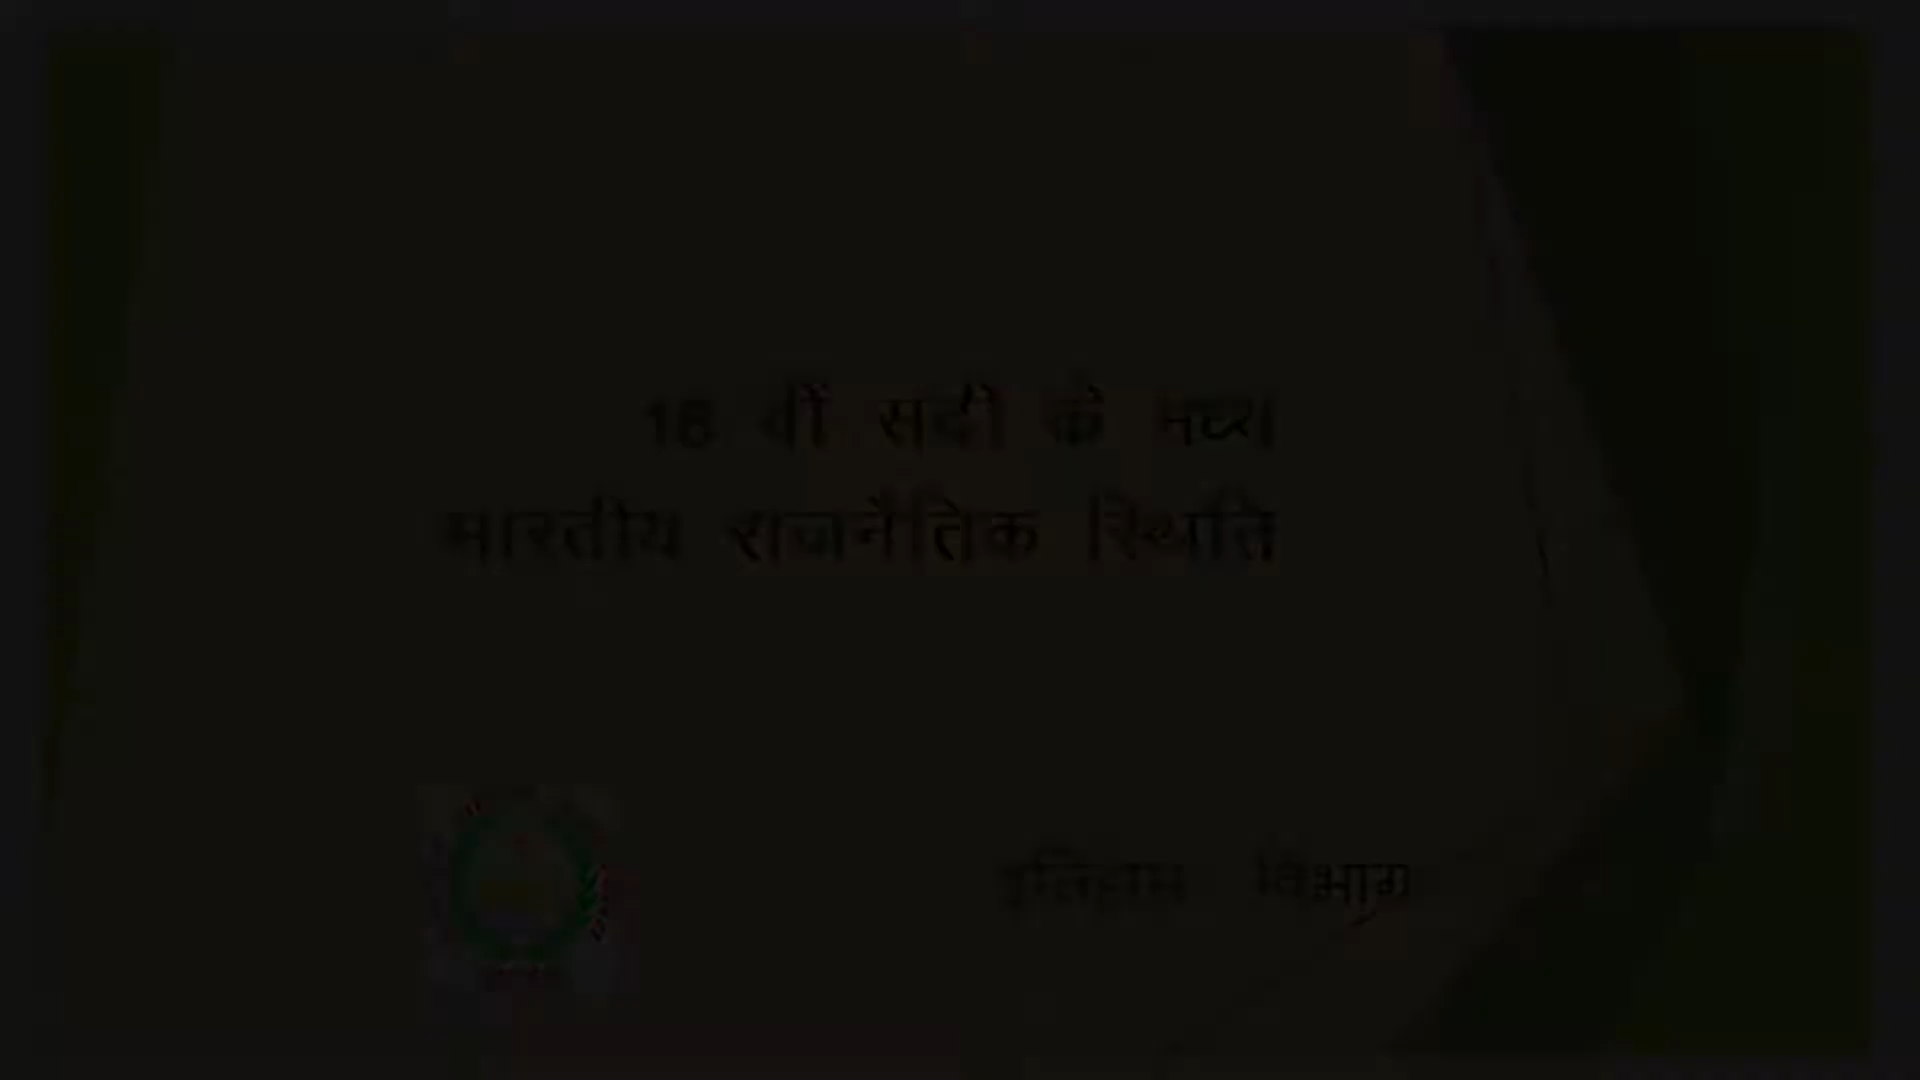 18 वीं सदी के मध्य
भारतीय राजनैतिक स्थिति
इतिहास विभाग